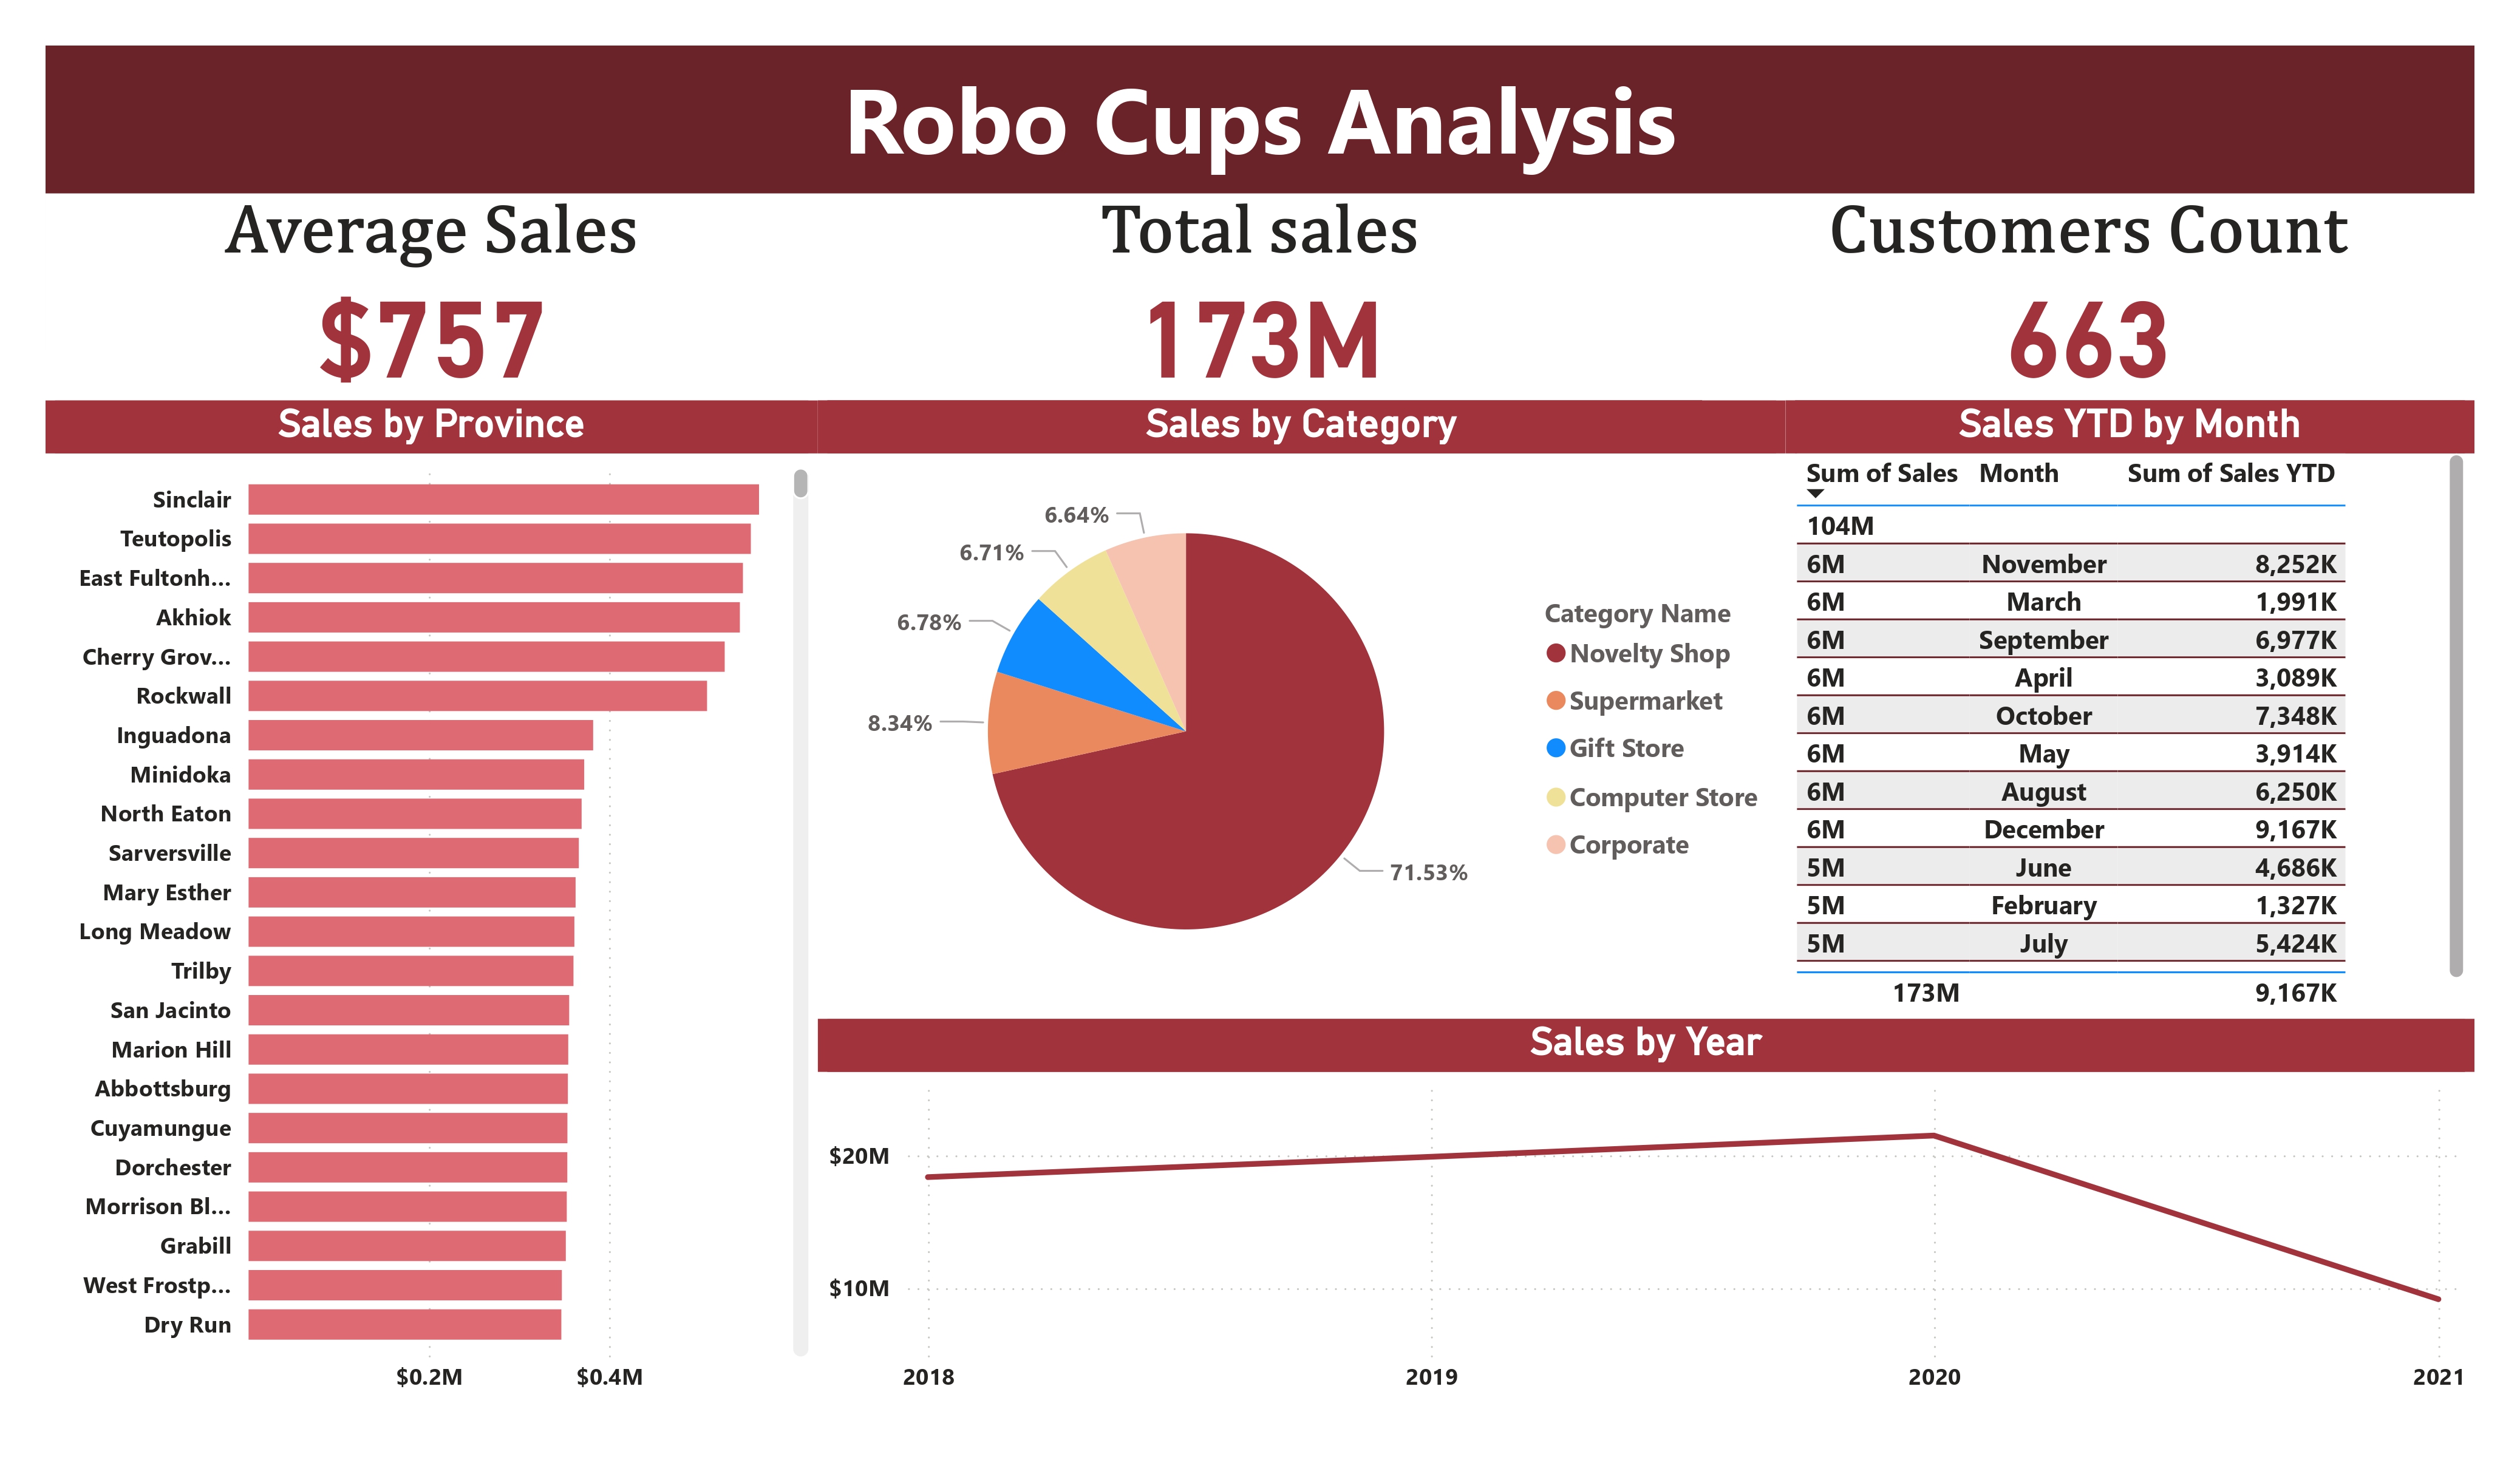 Robo Cups Analysis
Average Sales
$757
Total sales
173M
Customers Count
663
Sales by Province
Sinclair
Teutopolis
East Fultonh...
Akhiok
Cherry Grov...
Rockwall
Inguadona
Minidoka
North Eaton
Sarversville
Mary Esther
Long Meadow
Trilby
San Jacinto
Marion Hill
Abbottsburg
Cuyamungue
Dorchester
Morrison Bl...
Grabill
West Frostp...
Dry Run
$0.2M $0.4M
Sales by Category
6.64%
6.71%
6.78%
8.34%
71.53%
Category Name
Novelty Shop
Supermarket
Gift Store
Computer Store
Corporate
Sales YTD by Month
Sum of Sales Month Sum of Sales YTD
104M
6M November 8,252K
6M March 1,991K
6M September 6,977K
6M April 3,089K
6M October 7,348K
6M May 3,914K
6M August 6,250K
6M December 9,167K
5M June 4,686K
5M February 1,327K
5M July 5,424K
173M 9,167K
Sales by Year
$20M
$10M
2018 2019 2020 2021